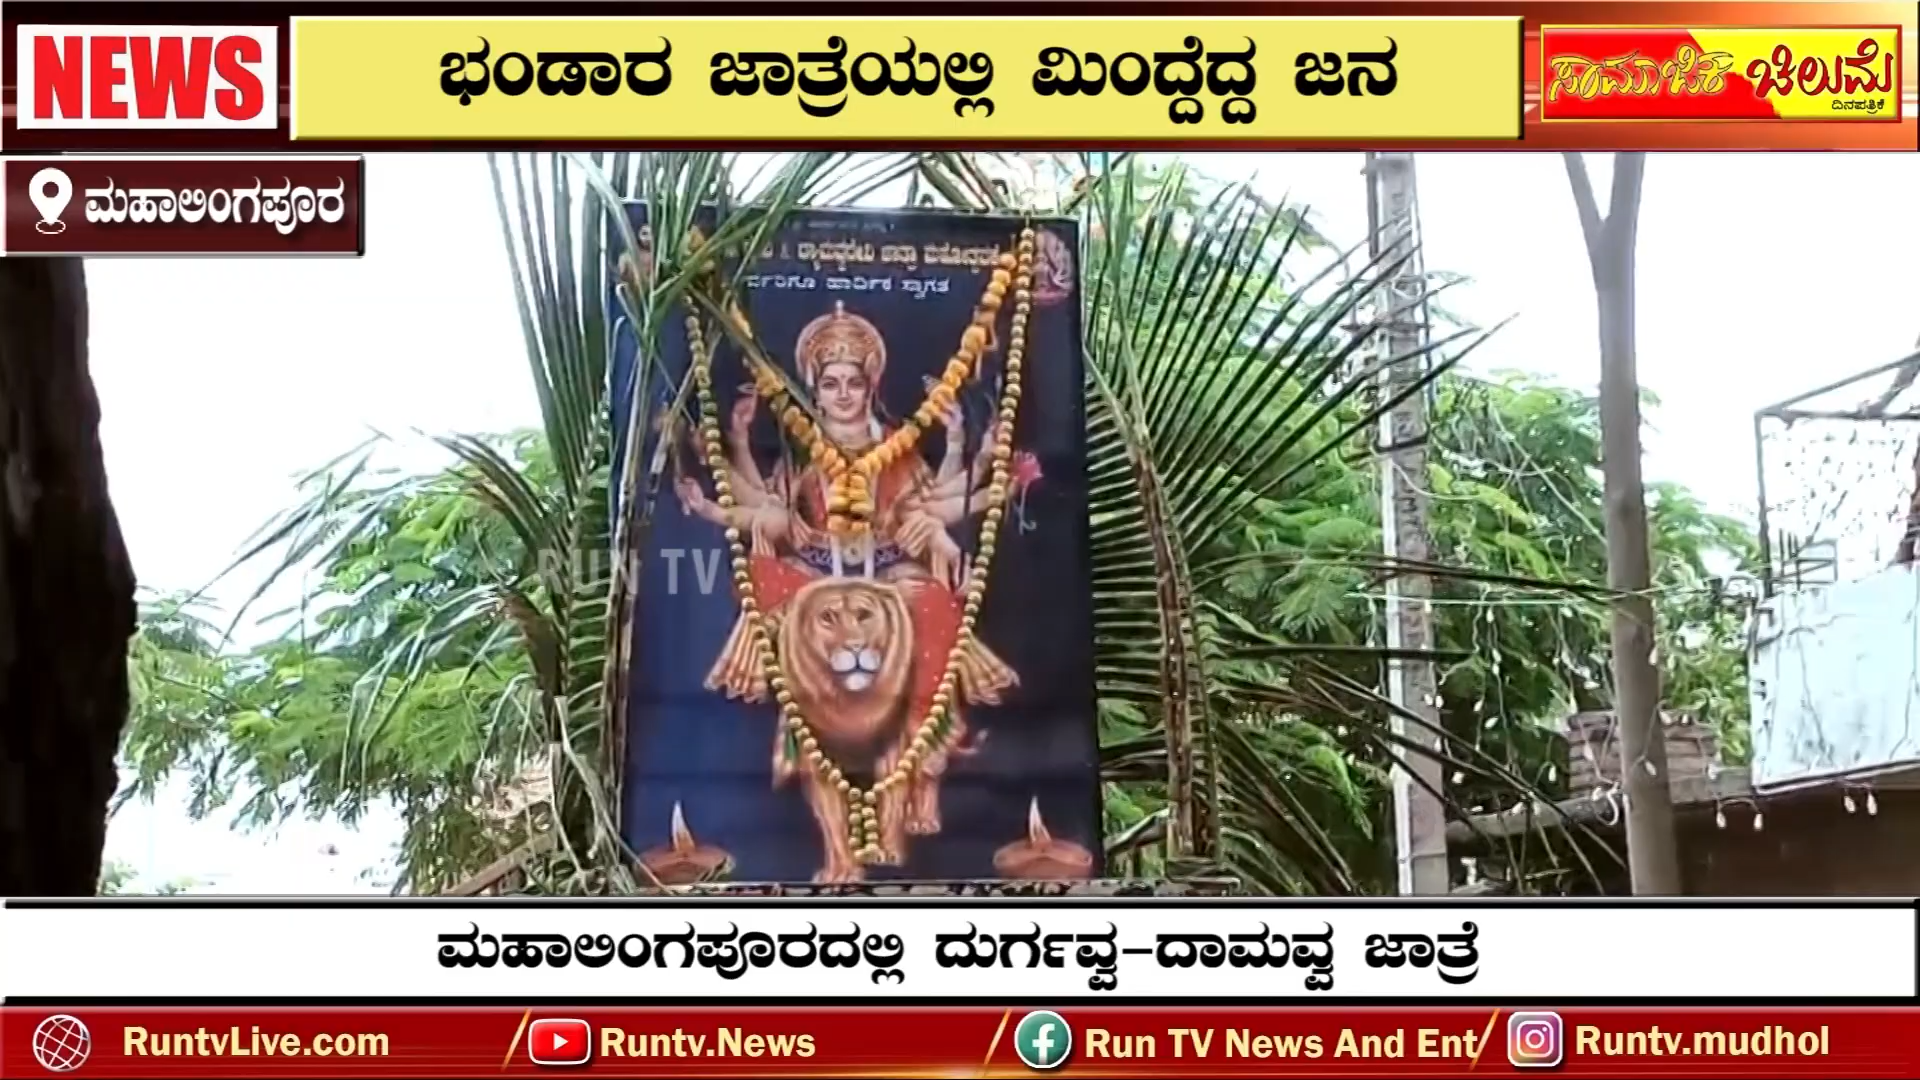 NEWS
ಭಂಡಾರ ಜಾತ್ರೆಯಲ್ಲಿ ಮಿಂದ್ದೆದ್ದ ಜನ
ಸಾಮಾಜಿಕ ಚಿಲುಮೆ
ದಿನಪತ್ರಿಕೆ
ಮಹಾಲಿಂಗಪೂರ
ಹಾರ್ದಿಕ ಸ್ವಾಗತ
RUN TV
ಮಹಾಲಿಂಗಪೂರದಲ್ಲಿ ದುರ್ಗವ್ವ-ದಾಮವ್ವ ಜಾತ್ರೆ
RuntvLive.com
Runtv.News
Run TV News And Ent
Runtv.mudhol